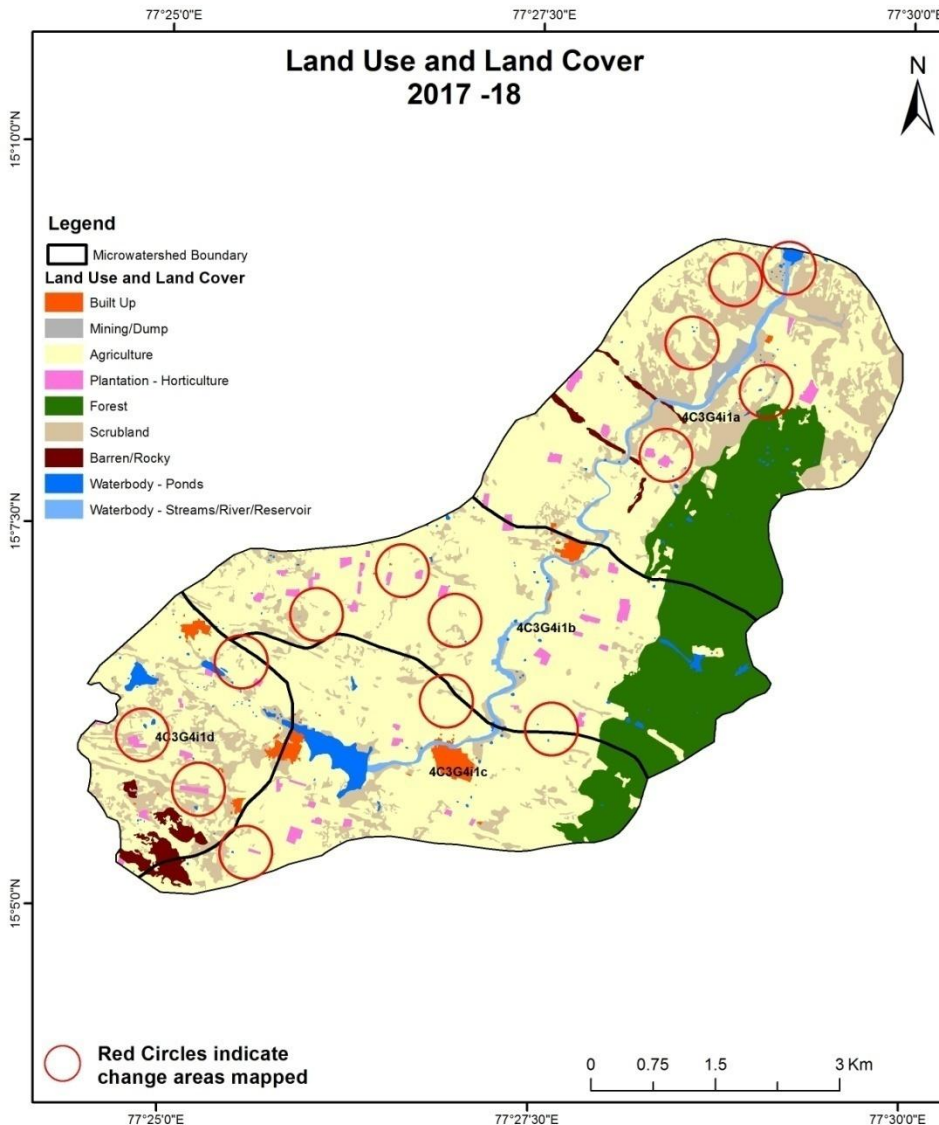 77°25'0"E
77°27'30"E
77°30'0"E
Land Use and Land Cover
2017 -18
N
15°10'0"N
Legend
Microwatershed Boundary
Land Use and Land Cover
Built Up
Mining/Dump
Agriculture
Plantation - Horticulture
Forest
Scrubland
Barren/Rocky
Waterbody - Ponds
Waterbody - Streams/River/Reservoir
4C3G4i1a
15°7'30"N
4C3G4i1b
4C3G4i1d
4C3G4i1c
15°5'0"N
Red Circles indicate
change areas mapped
0 0.75 1.5 3 Km
77°25'0"E
77°27'30"E
77°30'0"E